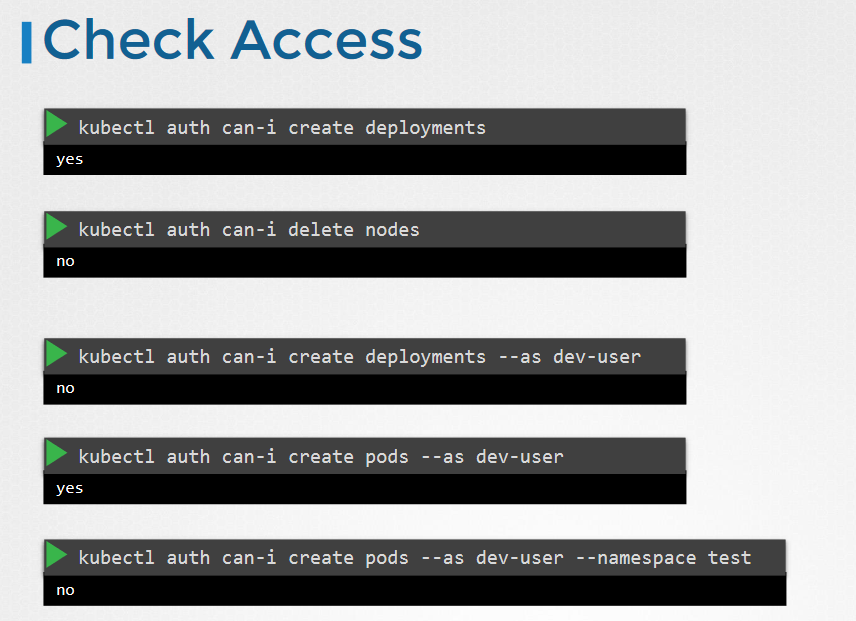 Check Access
kubectl auth can-i create deployments
yes
kubectl auth can-i delete nodes
no
kubectl auth can-i create deployments --as dev-user
no
kubectl auth can-i create pods --as dev-user
yes
kubectl auth can-i create pods --as dev-user --namespace test
no